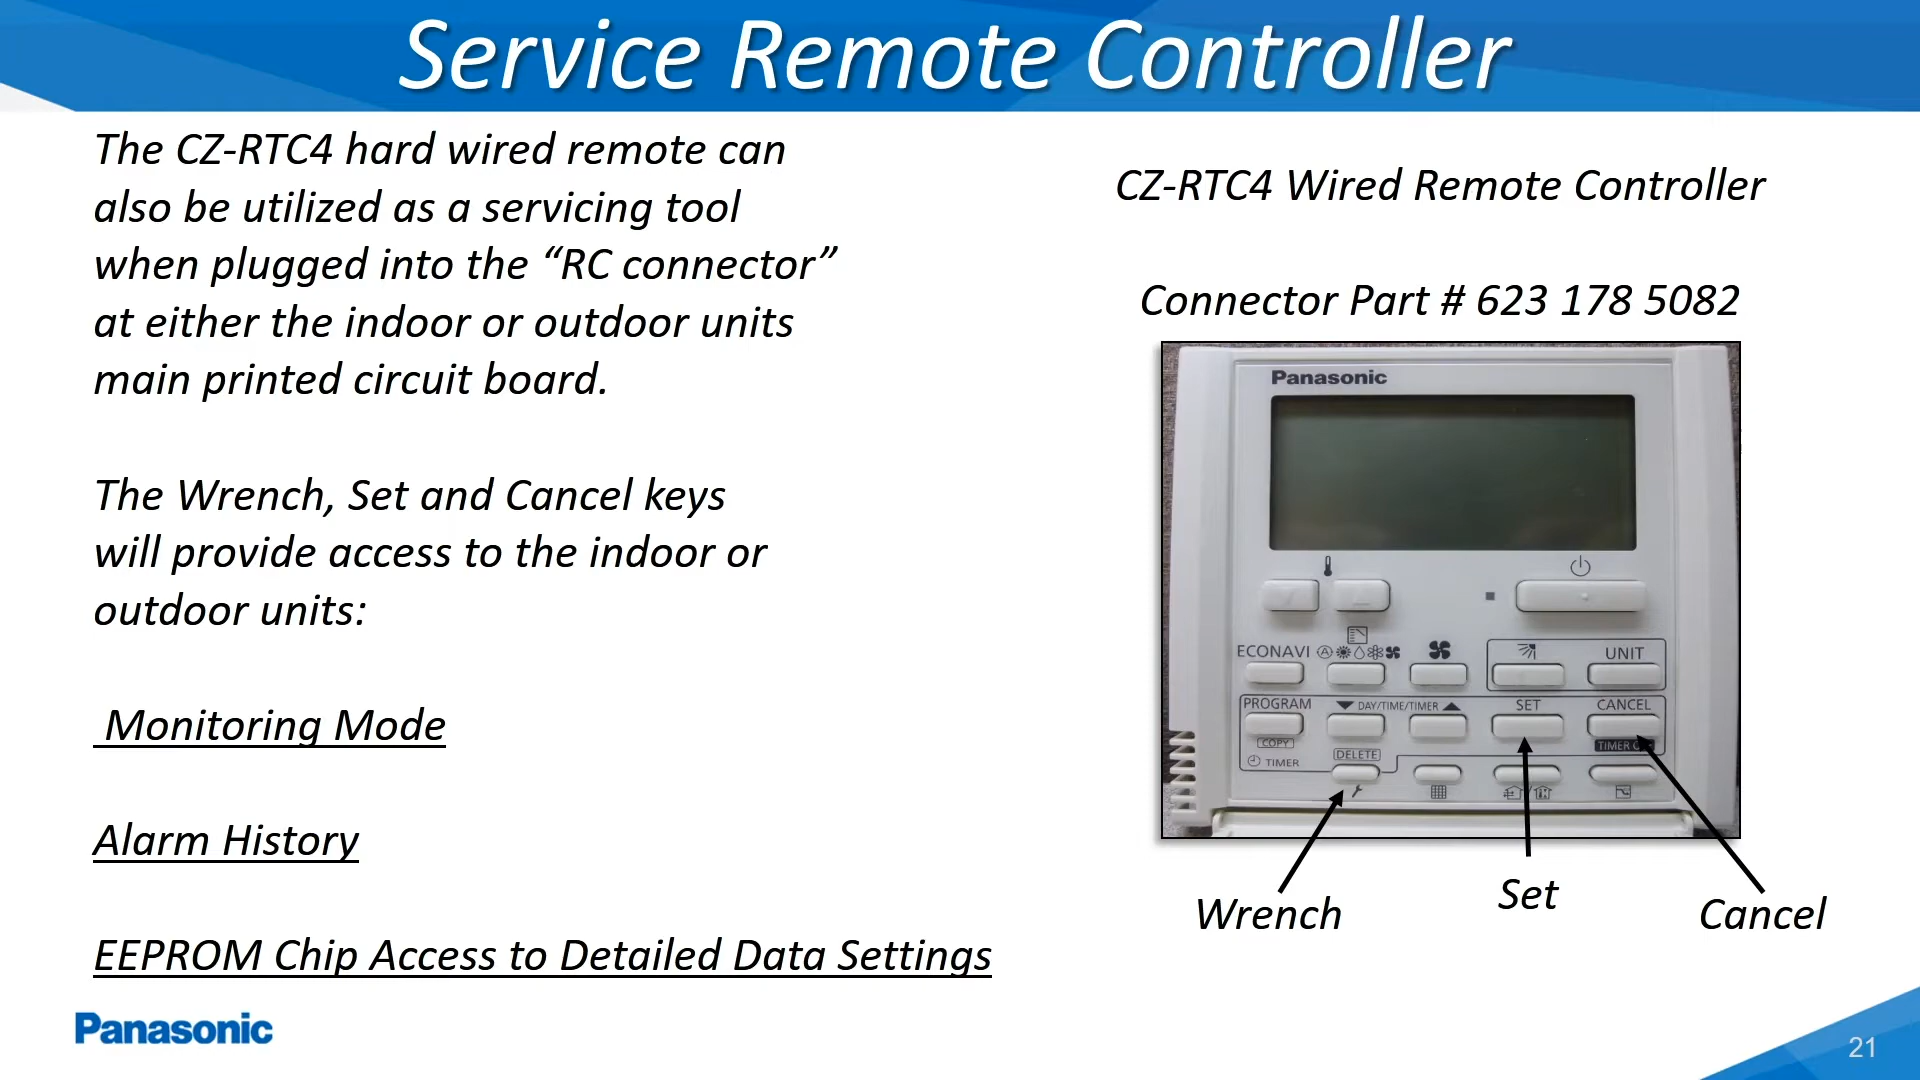 Service Remote Controller
The CZ-RTC4 hard wired remote can
also be utilized as a servicing tool
when plugged into the “RC connector”
at either the indoor or outdoor units
main printed circuit board.
The Wrench, Set and Cancel keys
will provide access to the indoor or
outdoor units:
Monitoring Mode
Alarm History
EEPROM Chip Access to Detailed Data Settings
CZ-RTC4 Wired Remote Controller
Connector Part # 623 178 5082
Panasonic
ECONAVI
UNIT
PROGRAM
DAY/TIME/TIMER
SET
CANCEL
COPY
DELETE
TIMER
TIMER
Wrench
Set
Cancel
Panasonic
21